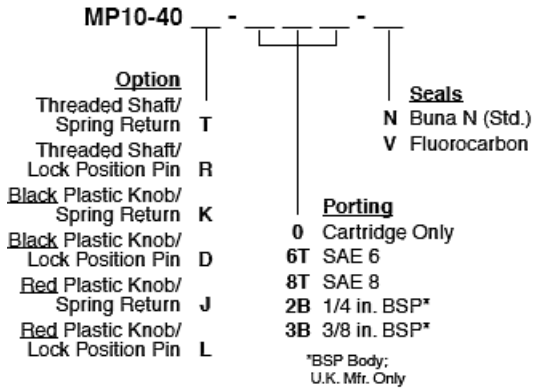 MP10-40 __ - __ __ __ - __
Option
Threaded Shaft/
Spring Return T
Threaded Shaft/
Lock Position Pin R
Black Plastic Knob/
Spring Return K
Black Plastic Knob/
Lock Position Pin D
Red Plastic Knob/
Spring Return J
Red Plastic Knob/
Lock Position Pin L
Porting
0 Cartridge Only
6T SAE 6
8T SAE 8
2B 1/4 in. BSP*
3B 3/8 in. BSP*
*BSP Body;
U.K. Mfr. Only
Seals
N Buna N (Std.)
V Fluorocarbon